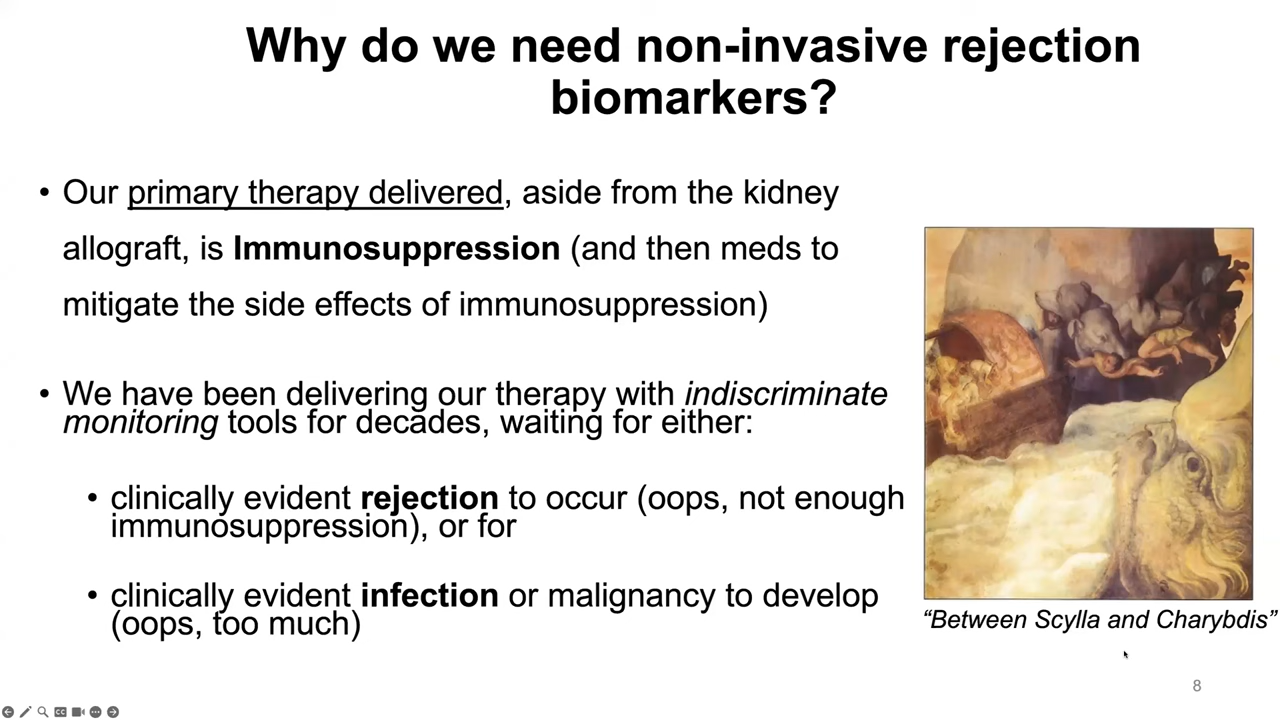 Why do we need non-invasive rejection
biomarkers?
• Our primary therapy delivered, aside from the kidney
allograft, is Immunosuppression (and then meds to
mitigate the side effects of immunosuppression)
• We have been delivering our therapy with indiscriminate
monitoring tools for decades, waiting for either:
• clinically evident rejection to occur (oops, not enough
immunosuppression), or for
• clinically evident infection or malignancy to develop
(oops, too much)
“Between Scylla and Charybdis”
8
CC